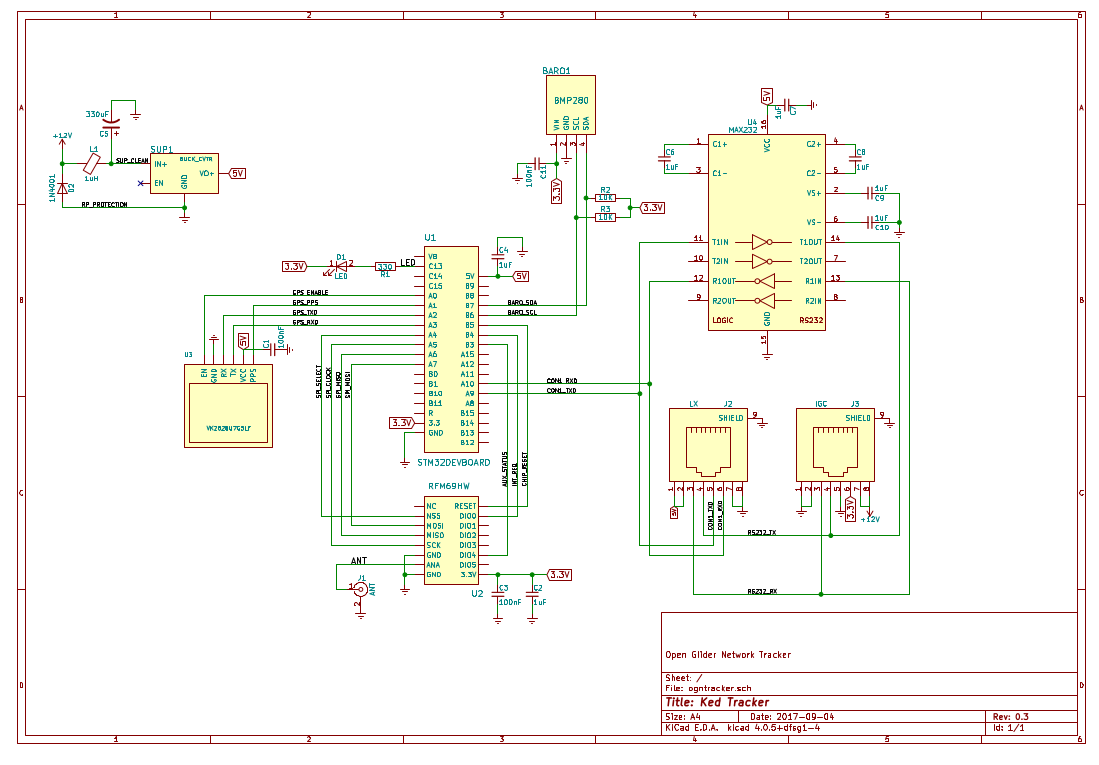 1 2 3 4 5 6
A
B
C
D
330uF
C5
+
+12V
L1
1uH
1N4001
D2
SUP_CLEAN
RP_PROTECTION
SUP1
BUCK_CVTR
IN+
VO+
EN
GND
5V
BARO1
BMP280
VIN
GND
SCL
SDA
1 2 3 4
100nF
C11
3.3V
R2
10K
R3
10K
3.3V
5V
1uF
C7
U4
MAX232
16
VCC
1 C1+
3 C1-
C2+ 4
C2- 5
VS+ 2
VS- 6
C6
1uF
C8
1uF
1uF
C9
1uF
C10
11 T1IN
T1OUT 14
10 T2IN
T2OUT 7
12 R1OUT
R1IN 13
9 R2OUT
R2IN 8
LOGIC
RS232
GND
15
U1
C4
1uF
5V
3.3V
D1
1 2
LED
330
R1
LED
VB
C13
C14
C15
A0
A1
A2
A3
A4
A5
A6
A7
B0
B1
B10
B11
R
3.3
GND
5V
B9
B8
B7
B6
B5
B4
B3
A15
A12
A11
A10
A9
A8
B15
B14
B13
B12
STM32DEVBOARD
3.3V
GPS_ENABLE
GPS_PPS
GPS_TXD
GPS_RXD
BARO_SDA
BARO_SCL
CON1_RXD
CON1_TXD
SPI_SELECT
SPI_CLOCK
SPI_MISO
SPI_MOSI
AUX_STATUS
INT_REQ
CHIP_RESET
U3
5V
C1
100nF
EN
GND
RX
TX
VCC
PPS
VK2828U7G5LF
RFM69HW
NC
NSS
MOSI
MISO
SCK
GND
ANA
GND
RESET
DIO0
DIO1
DIO2
DIO3
DIO4
DIO5
3.3V
U2
ANT
J1
1
2
ANT
C3
100nF
C2
1uF
3.3V
LX J2
SHIELD 9
1 2 3 4 5 6 7 8
5V
CON1_TXD
CON1_RXD
IGC J3
SHIELD 9
1 2 3 4 5 6 7 8
3.3V
+12V
RS232_TX
RS232_RX
Open Glider Network Tracker
Sheet: /
File: ogntracker.sch
Title: Ked Tracker
Size: A4 Date: 2017-09-04 Rev: 0.3
KiCad E.D.A. kicad 4.0.5+dfsg1-4 Id: 1/1
A
B
C
D
1 2 3 4 5 6